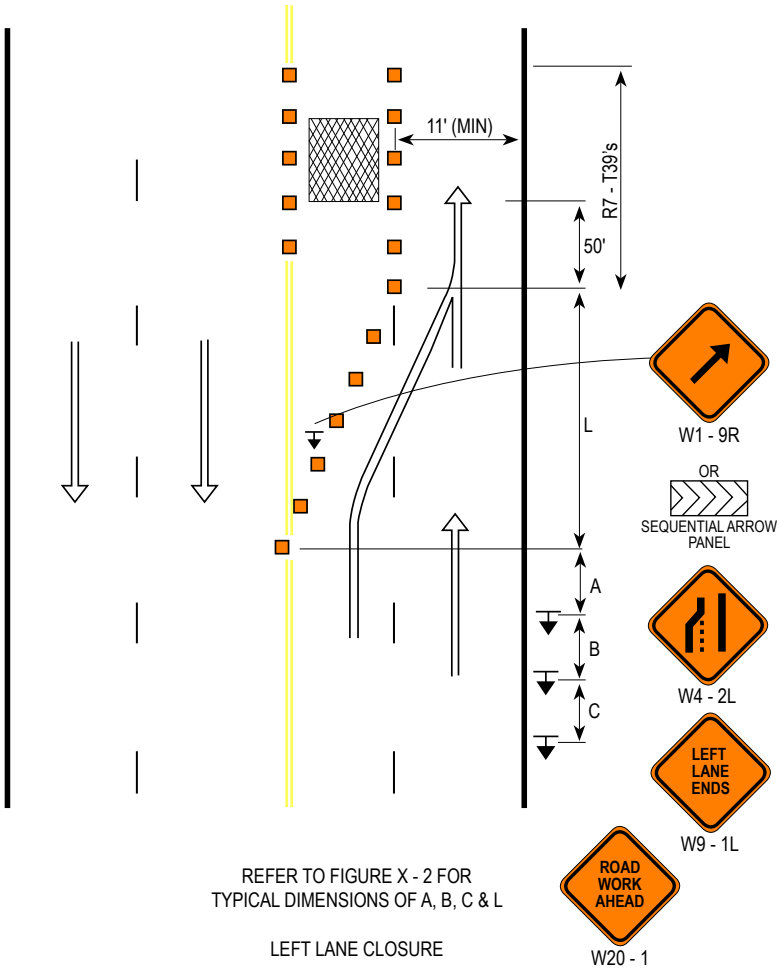 11' (MIN)
R7 - T39's
50'
L
W1 - 9R
OR
SEQUENTIAL ARROW
PANEL
A
B
W4 - 2L
C
LEFT
LANE
ENDS
W9 - 1L
REFER TO FIGURE X - 2 FOR
TYPICAL DIMENSIONS OF A, B, C & L
ROAD
WORK
AHEAD
LEFT LANE CLOSURE
W20 - 1